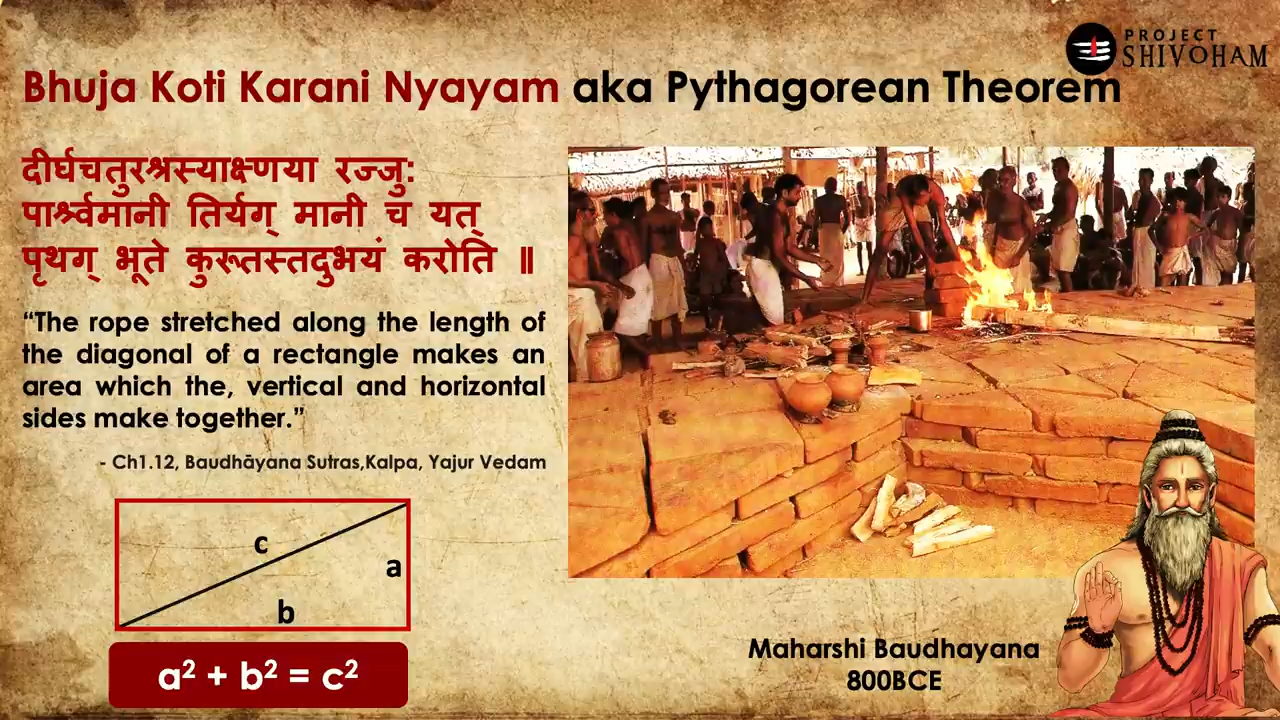 PROJECT
SHIVOHAM
Bhuja Koti Karani Nyayam aka Pythagorean Theorem
दीर्घचतुरश्रस्याक्ष्णया रज्जु:
पार्श्र्वमानी तिर्यग् मानी च यत्
पृथग् भूते कुरूतस्तदुभयं करोति ॥
“The rope stretched along the length of
the diagonal of a rectangle makes an
area which the, vertical and horizontal
sides make together.”
- Ch1.12, Baudhāyana Sutras,Kalpa, Yajur Vedam
c
a
b
a² + b² = c²
Maharshi Baudhayana
800BCE